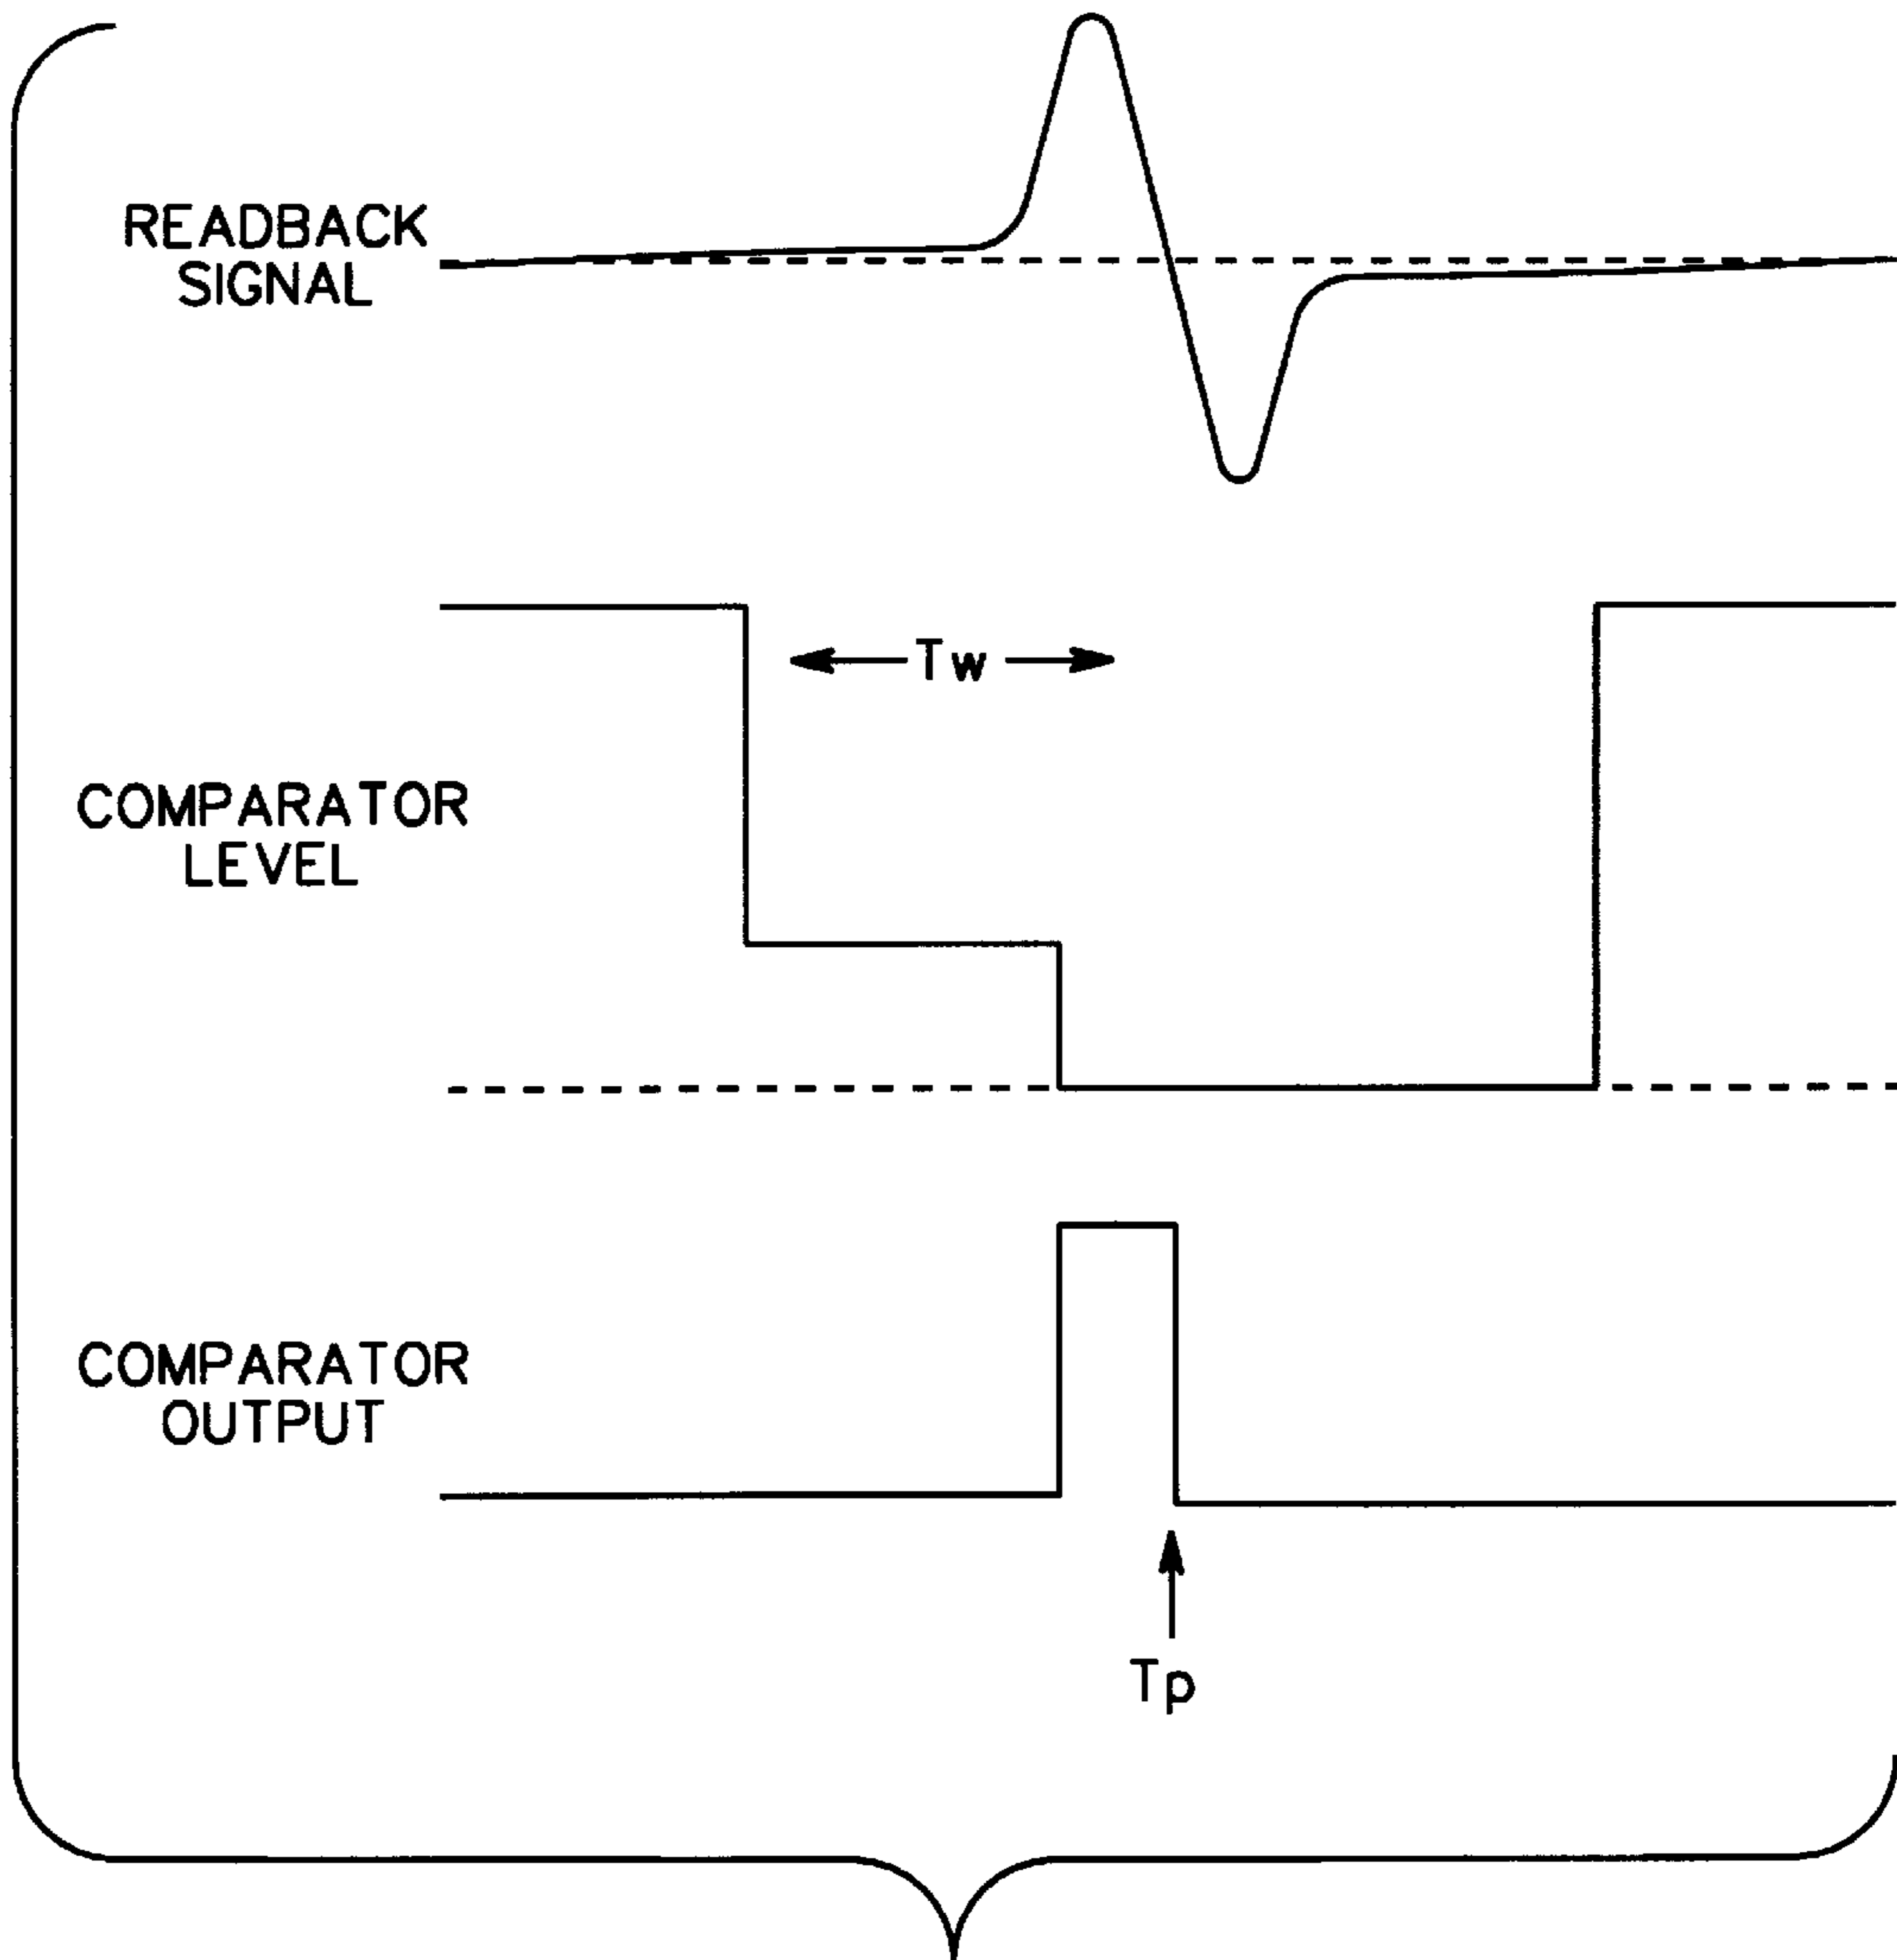 READBACK
SIGNAL
Tw
COMPARATOR
LEVEL
COMPARATOR
OUTPUT
Tp